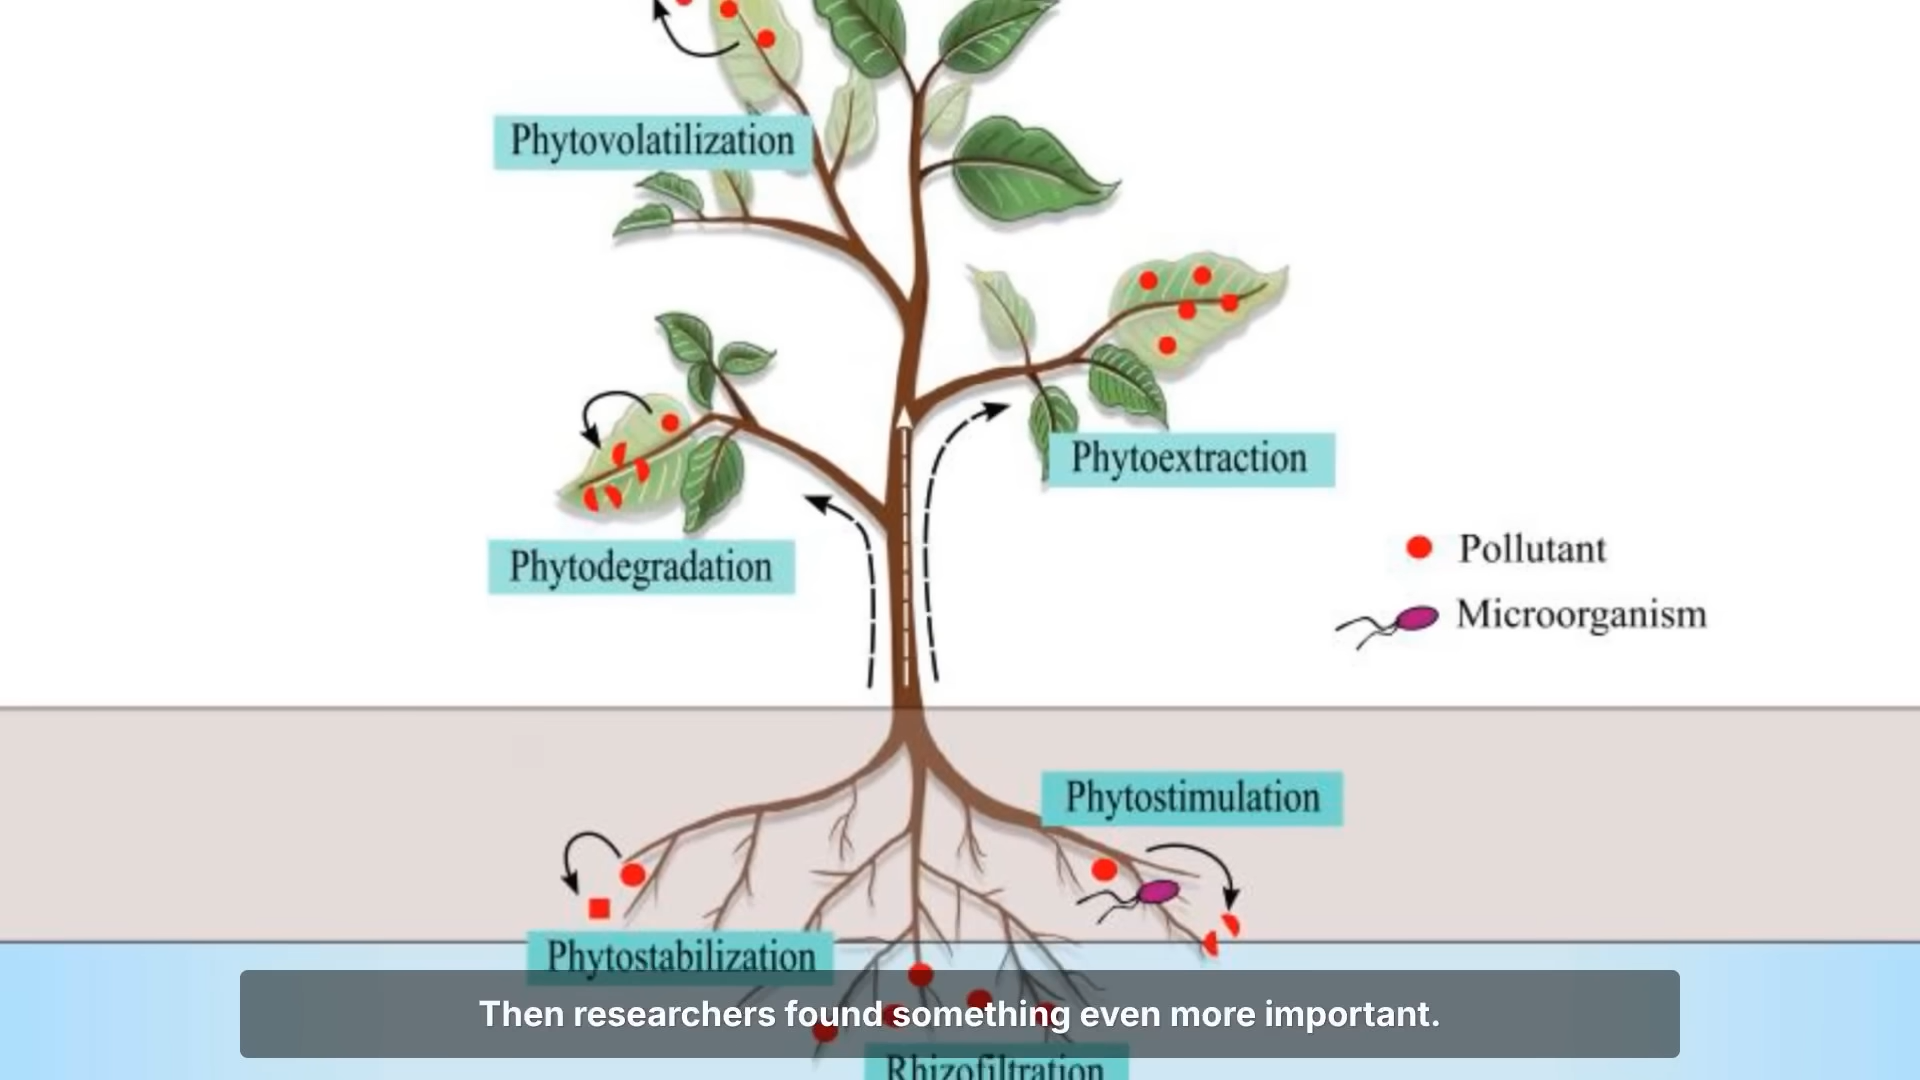 Phytovolatilization
Phytoextraction
Phytodegradation
Pollutant
Microorganism
Phytostimulation
Phytostabilization
Then researchers found something even more important.
Rhizofiltration